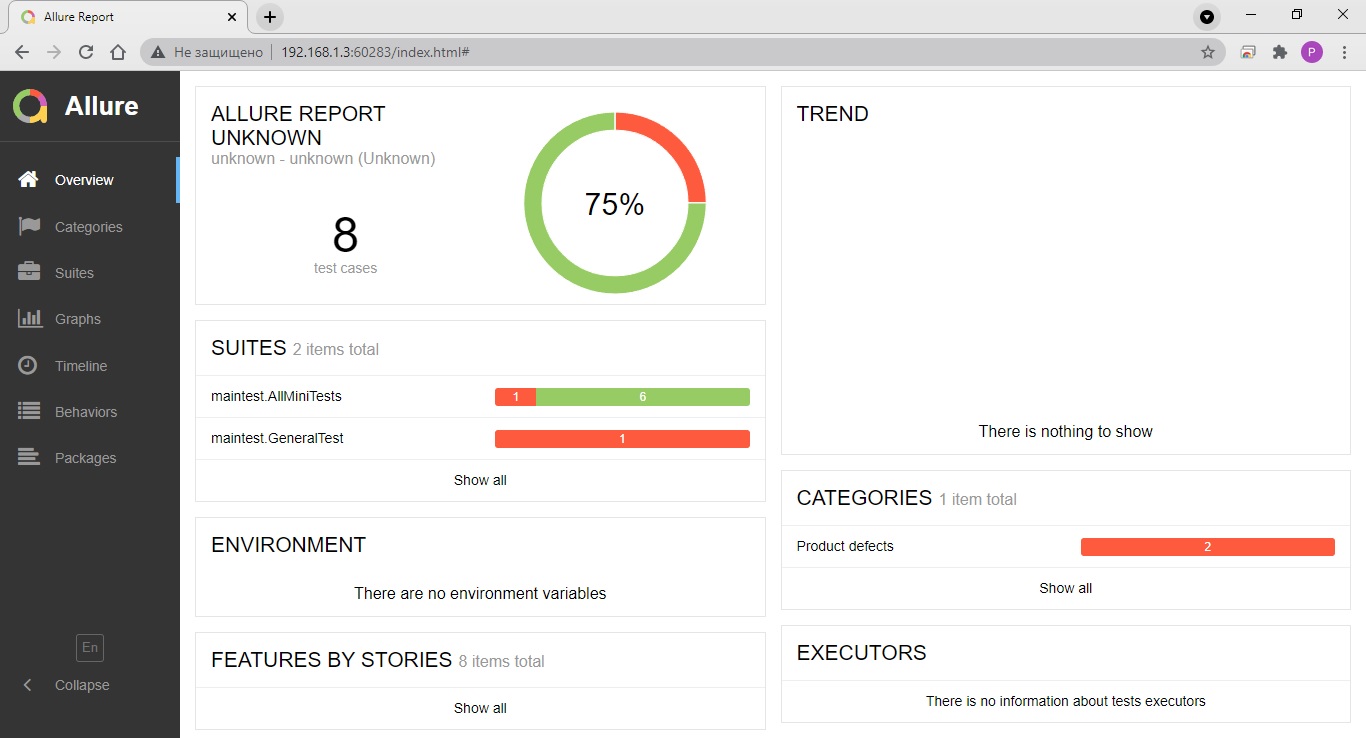 Allure Report
Не защищено
192.168.1.3:60283/index.html#
P
Allure
Overview
Categories
Suites
Graphs
Timeline
Behaviors
Packages
En
Collapse
ALLURE REPORT
UNKNOWN
unknown - unknown (Unknown)
8
test cases
75%
SUITES 2 items total
maintest.AllMiniTests 1 6
maintest.GeneralTest 1
Show all
ENVIRONMENT
There are no environment variables
FEATURES BY STORIES 8 items total
Show all
TREND
There is nothing to show
CATEGORIES 1 item total
Product defects 2
Show all
EXECUTORS
There is no information about tests executors